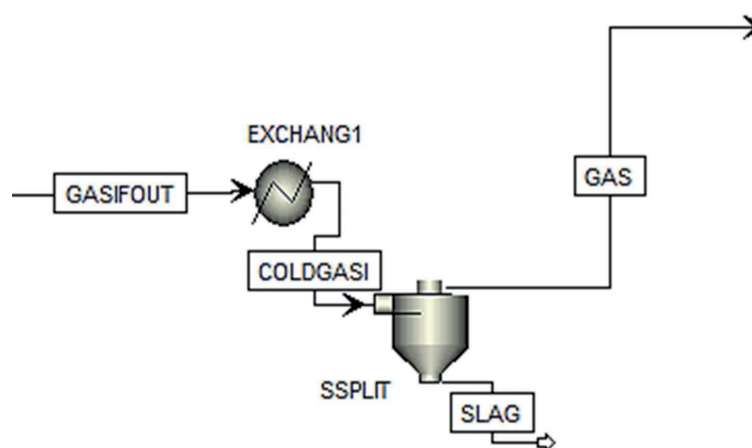 EXCHANG1
GASIFOUT
GAS
COLDGASI
SSPLIT
SLAG